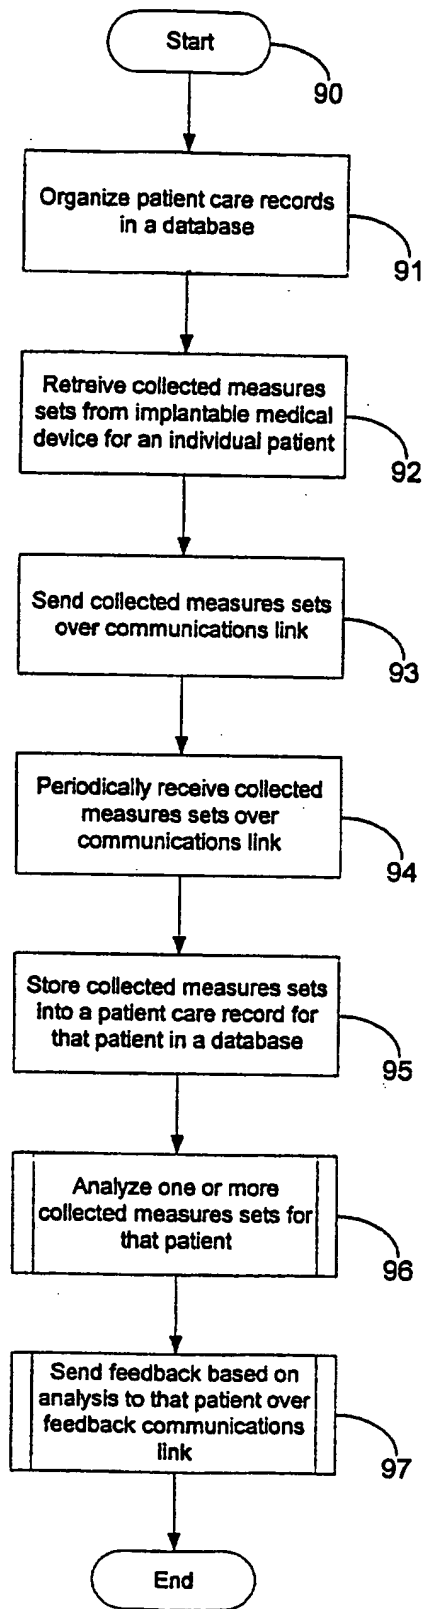 Start
90
Organize patient care records
in a database
91
Retreive collected measures
sets from implantable medical
device for an individual patient
92
Send collected measures sets
over communications link
93
Periodically receive collected
measures sets over
communications link
94
Store collected measures sets
into a patient care record for
that patient in a database
95
Analyze one or more
collected measures sets for
that patient
96
Send feedback based on
analysis to that patient over
feedback communications
link
97
End